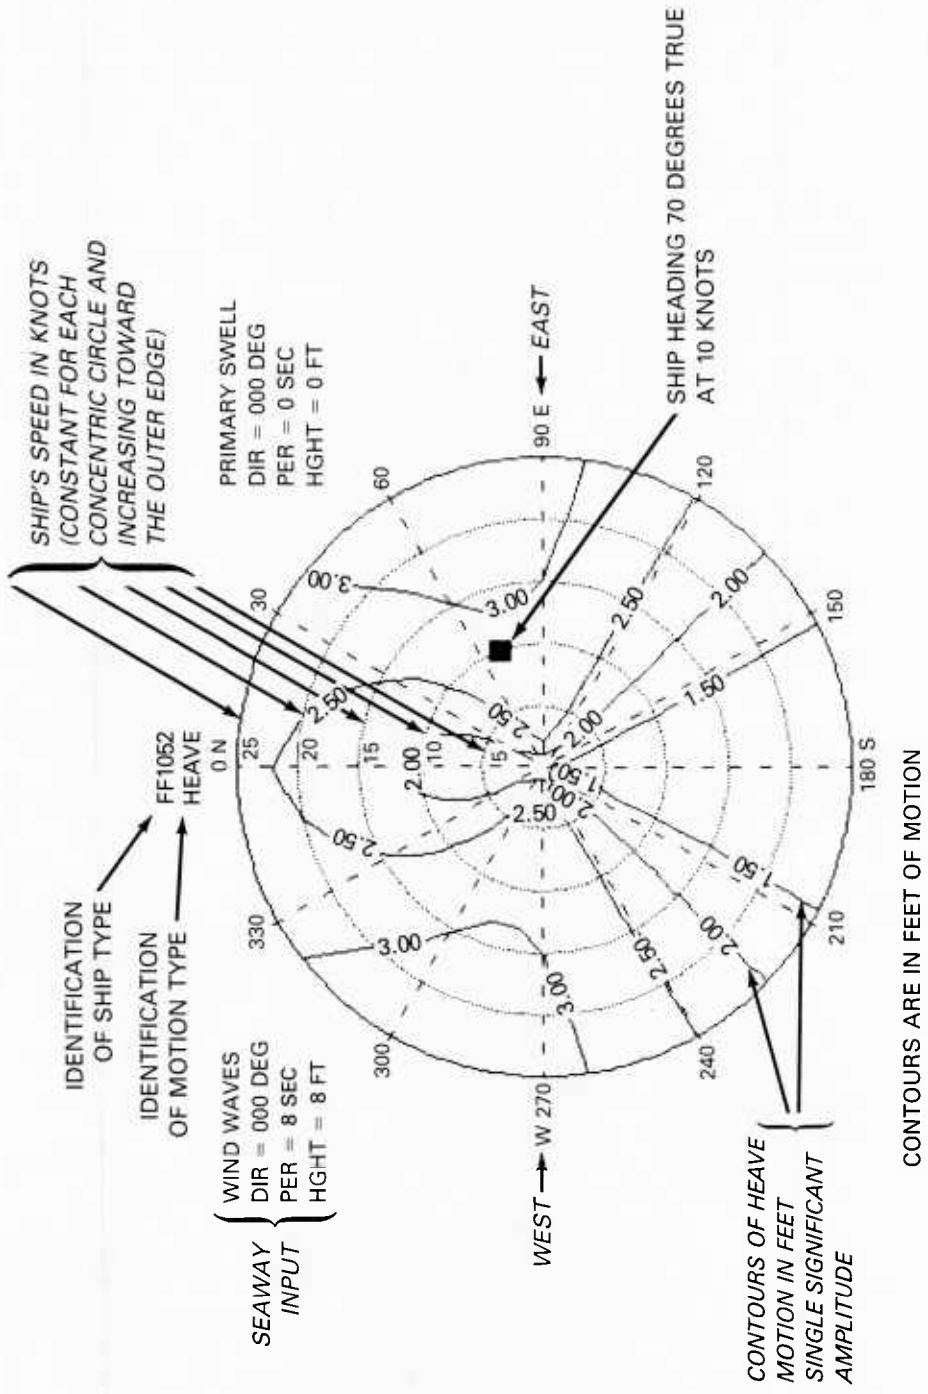 SHIP'S SPEED IN KNOTS
(CONSTANT FOR EACH
CONCENTRIC CIRCLE AND
INCREASING TOWARD
THE OUTER EDGE)
IDENTIFICATION
OF SHIP TYPE
IDENTIFICATION
OF MOTION TYPE
FF1052
HEAVE
SEAWAY
INPUT
WIND WAVES
DIR = 000 DEG
PER = 8 SEC
HGHT = 8 FT
PRIMARY SWELL
DIR = 000 DEG
PER = 0 SEC
HGHT = 0 FT
0 N
30
60
90 E
EAST
120
150
180 S
210
240
W 270
WEST
300
330
25
20
15
10
5
2.50
2.50
3.00
3.00
2.00
2.50
3.00
2.50
3.00
2.50
2.00
1.50
2.00
2.50
2.00
1.50
1.50
2.00
2.50
SHIP HEADING 70 DEGREES TRUE
AT 10 KNOTS
CONTOURS OF HEAVE
MOTION IN FEET
SINGLE SIGNIFICANT
AMPLITUDE
CONTOURS ARE IN FEET OF MOTION